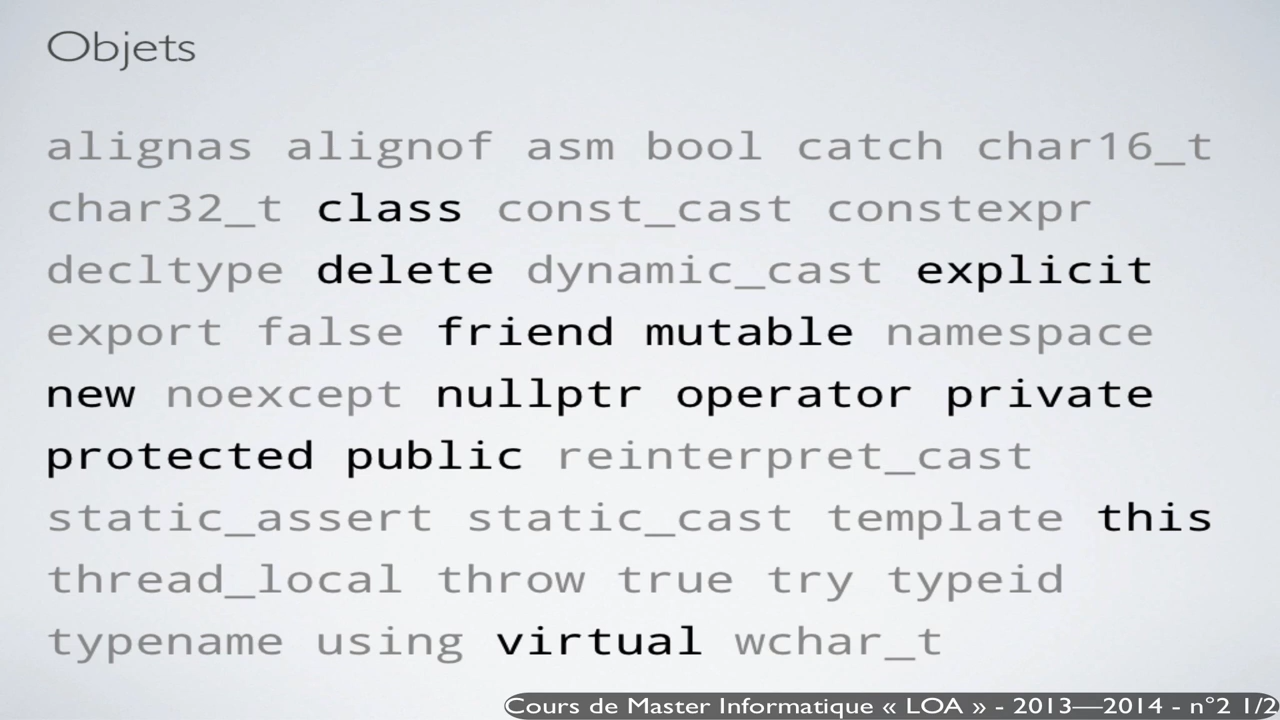 Objets
alignas alignof asm bool catch char16_t
char32_t class const_cast constexpr
decltype delete dynamic_cast explicit
export false friend mutable namespace
new noexcept nullptr operator private
protected public reinterpret_cast
static_assert static_cast template this
thread_local throw true try typeid
typename using virtual wchar_t
Cours de Master Informatique « LOA » - 2013—2014 - n°2 1/2